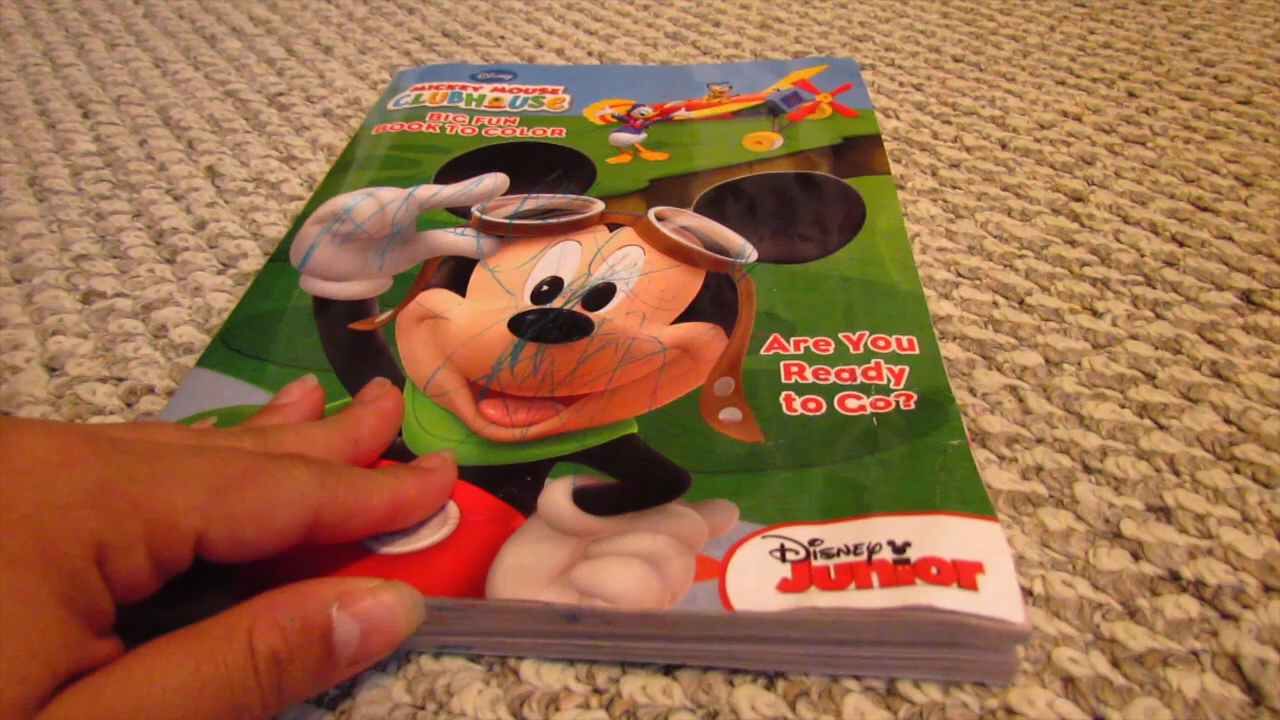 Disney
MICKEY MOUSE
CLUBHOUSE
BIG FUN
BOOK TO COLOR
Are You
Ready
to Go?
Disney
Junior